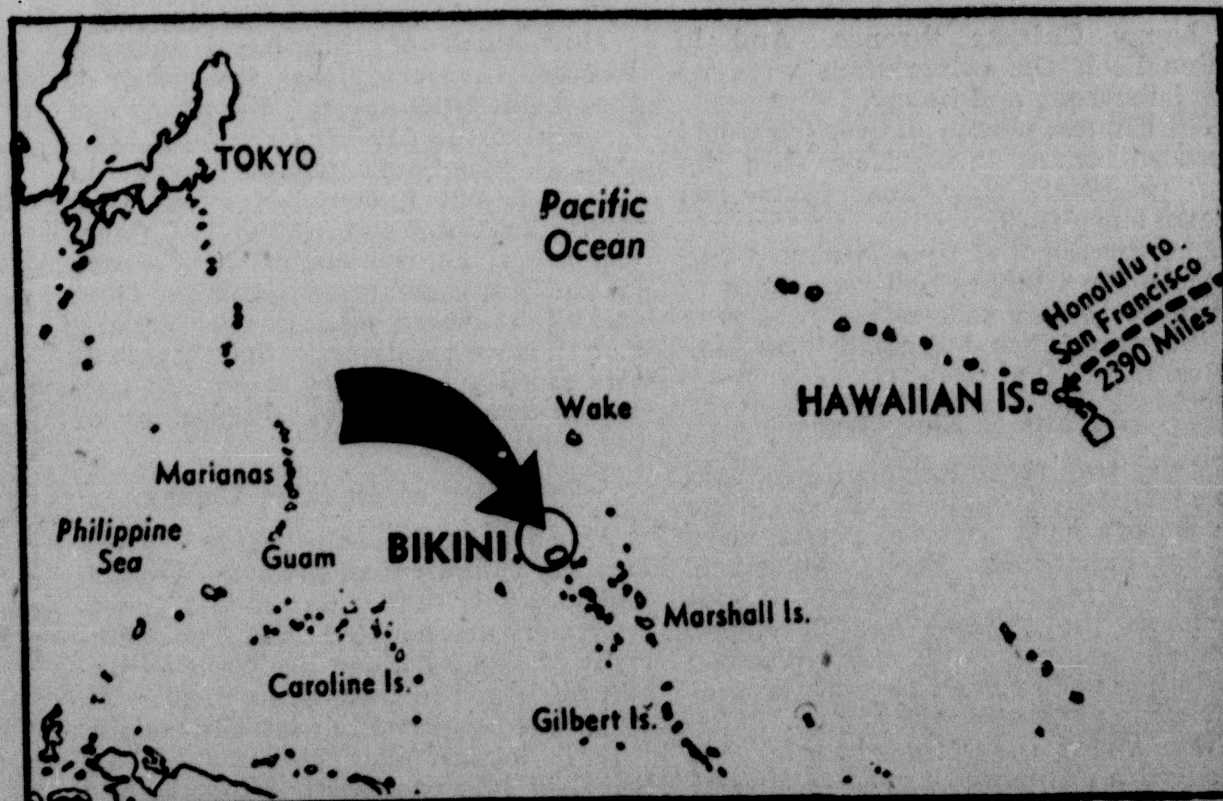 TOKYO
Pacific
Ocean
Honolulu to
San Francisco
2390 Miles
HAWAIIAN IS.
Wake
Marianas
Philippine
Sea
Guam
BIKINI
Marshall Is.
Caroline Is.
Gilbert Is.